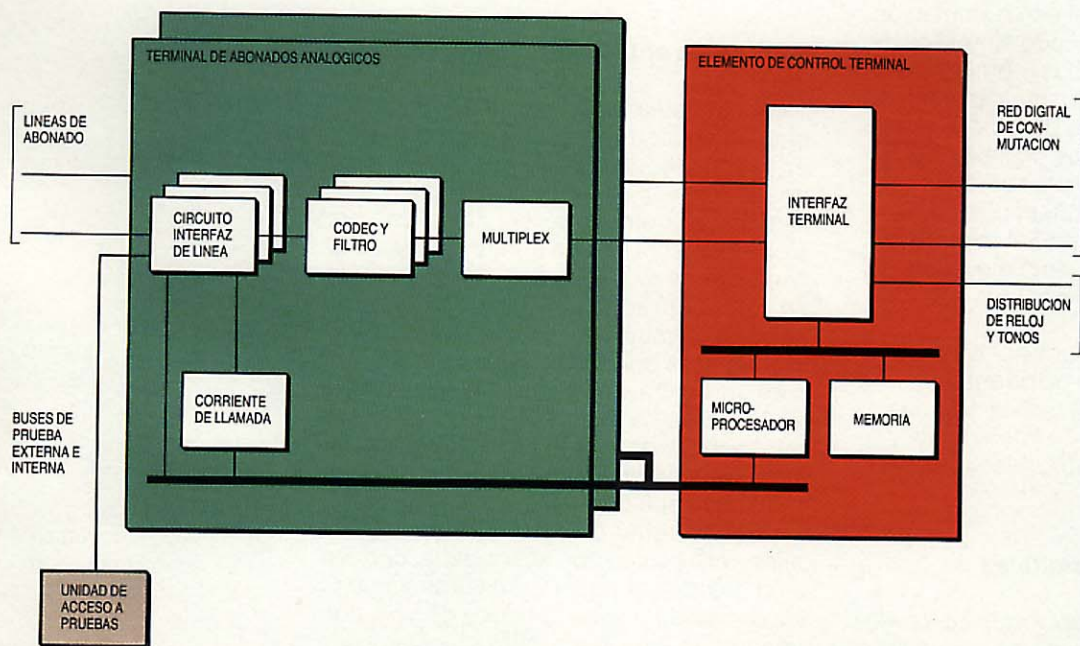 TERMINAL DE ABONADOS ANALOGICOS
ELEMENTO DE CONTROL TERMINAL
LINEAS DE
ABONADO
RED DIGITAL
DE CON-
MUTACION
CIRCUITO
INTERFAZ
DE LINEA
CODEC Y
FILTRO
MULTIPLEX
INTERFAZ
TERMINAL
DISTRIBUCION
DE RELOJ
Y TONOS
CORRIENTE
DE LLAMADA
MICRO-
PROCESADOR
MEMORIA
BUSES DE
PRUEBA
EXTERNA E
INTERNA
UNIDAD DE
ACCESO A
PRUEBAS